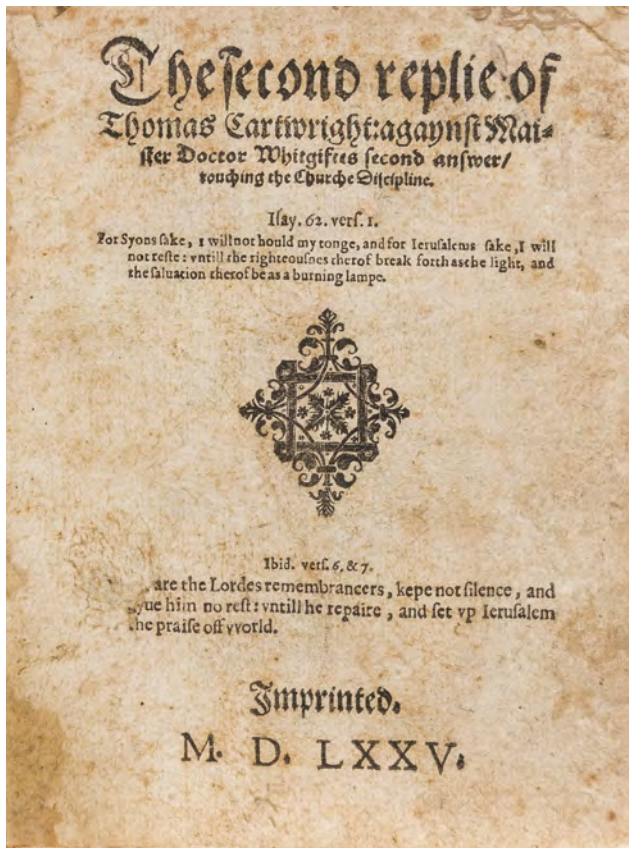 The ſecond replie of
Thomas Cartwright: agaynſt Mai=
ſter Doctor Whitgiftes ſecond anſwer/
touching the Churche Diſcipline.
Iſay. 62. verſ. 1.
For Syons ſake, I will not hould my tonge, and for Ieruſalems ſake, I will
not reſte: vntill the righteouſnes therof break forth as the light, and
the ſaluation therof be as a burning lampe.
Ibid. verſ. 6. & 7.
are the Lordes remembrancers, kepe not ſilence, and
yue him no reſt: vntill he repaire, and ſet vp Ieruſalem
he praiſe off vvorld.
Imprinted.
M. D. LXXV.